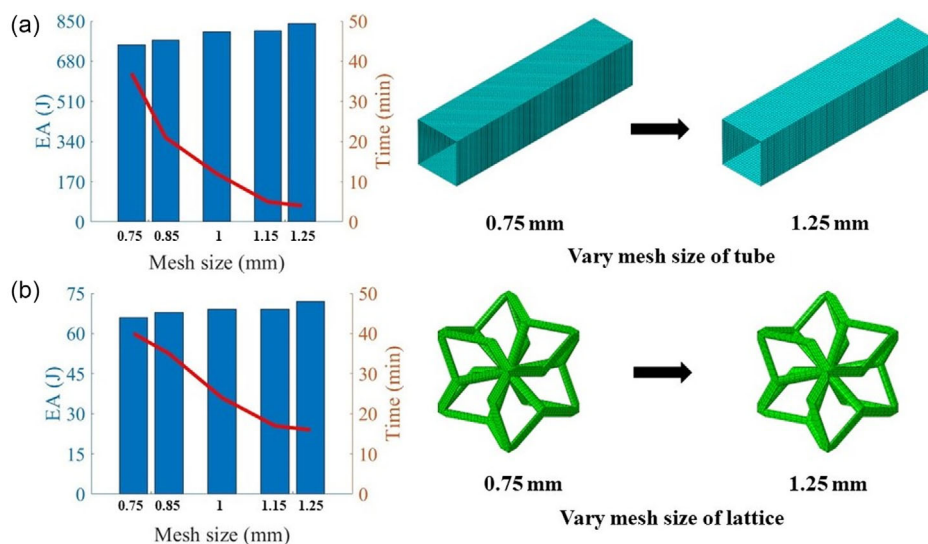 (a)
850
680
510
340
170
0
EA (J)
50
40
30
20
10
0
Time (min)
0.75 0.85 1 1.15 1.25
Mesh size (mm)
0.75 mm
1.25 mm
Vary mesh size of tube
(b)
75
60
45
30
15
0
EA (J)
50
40
30
20
10
0
Time (min)
0.75 0.85 1 1.15 1.25
Mesh size (mm)
0.75 mm
1.25 mm
Vary mesh size of lattice